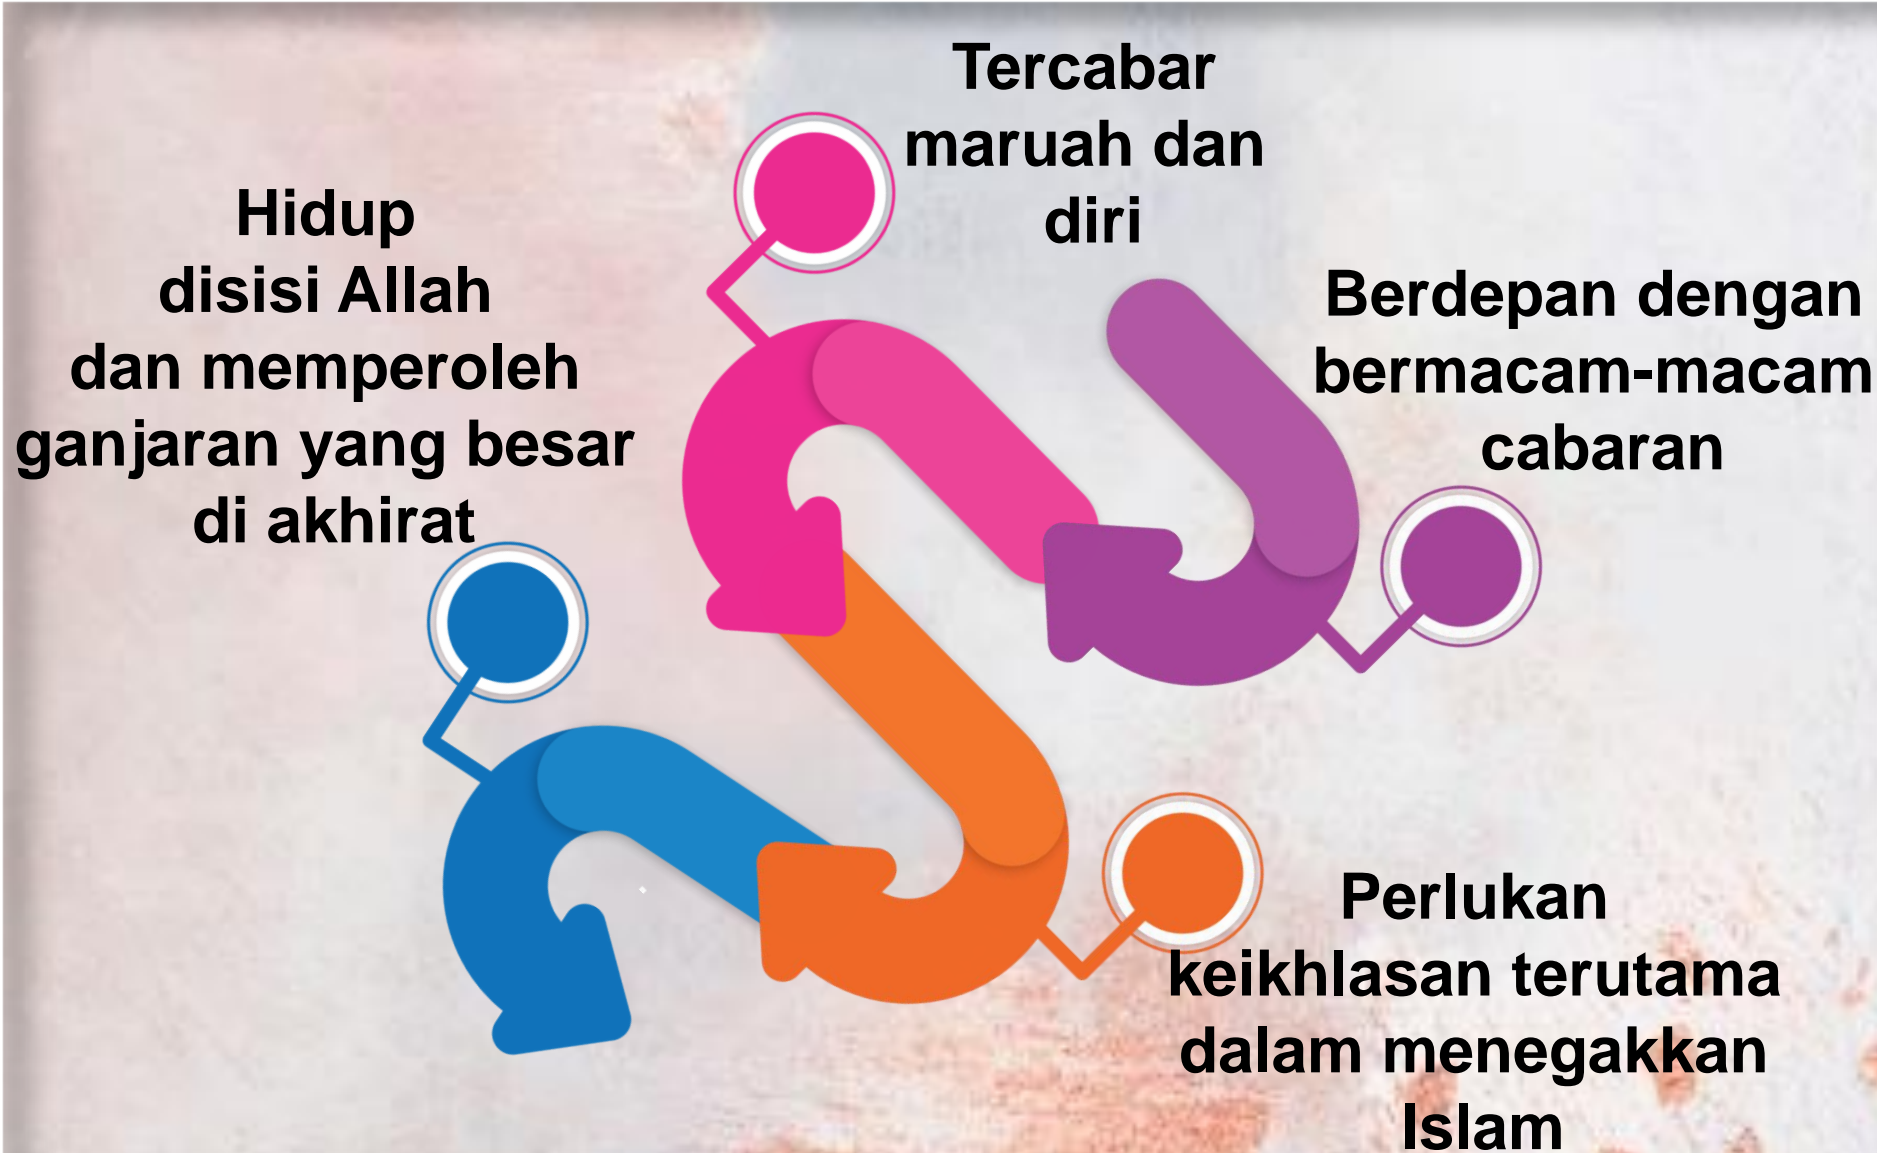 Tercabar
maruah dan
diri
Hidup
disisi Allah
dan memperoleh
ganjaran yang besar
di akhirat
Berdepan dengan
bermacam-macam
cabaran
Perlukan
keikhlasan terutama
dalam menegakkan
Islam